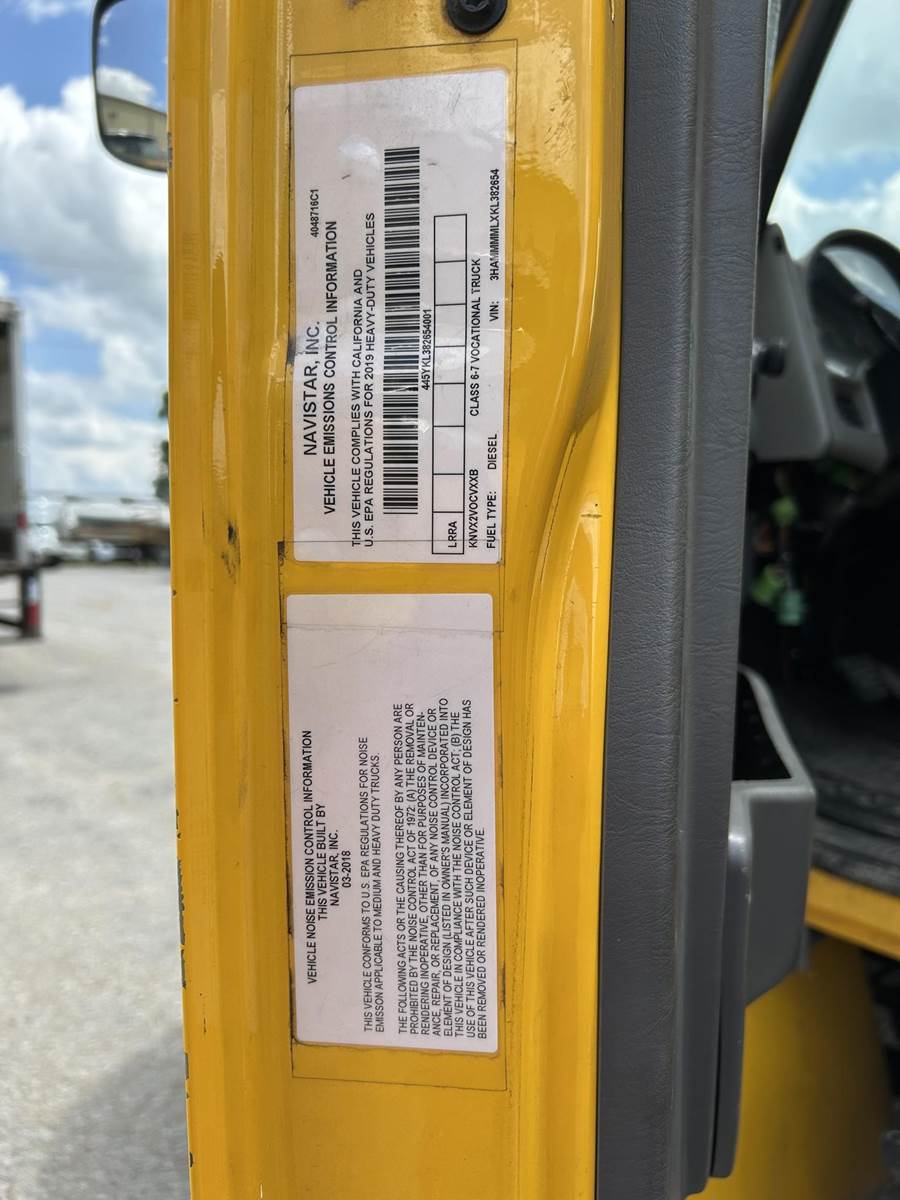 4048716C1
NAVISTAR, INC.
VEHICLE EMISSIONS CONTROL INFORMATION
THIS VEHICLE COMPLIES WITH CALIFORNIA AND
U.S. EPA REGULATIONS FOR 2019 HEAVY-DUTY VEHICLES
445YKL382654001
LRRA
KNVX2VOCVXXB CLASS 6-7 VOCATIONAL TRUCK
FUEL TYPE: DIESEL VIN: 3HAMMMMLXKL382654
VEHICLE NOISE EMISSION CONTROL INFORMATION
THIS VEHICLE BUILT BY
NAVISTAR, INC.
03-2018
THIS VEHICLE CONFORMS TO U.S. EPA REGULATIONS FOR NOISE
EMISSON APPLICABLE TO MEDIUM AND HEAVY DUTY TRUCKS.
THE FOLLOWING ACTS OR THE CAUSING THEREOF BY ANY PERSON ARE
PROHIBITED BY THE NOISE CONTROL ACT OF 1972: (A) THE REMOVAL OR
RENDERING INOPERATIVE, OTHER THAN FOR PURPOSES OF MAINTEN-
ANCE, REPAIR, OR REPLACEMENT, OF ANY NOISE CONTROL DEVICE OR
ELEMENT OF DESIGN (LISTED IN OWNER'S MANUAL) INCORPORATED INTO
THIS VEHICLE IN COMPLIANCE WITH THE NOISE CONTROL ACT; (B) THE
USE OF THIS VEHICLE AFTER SUCH DEVICE OR ELEMENT OF DESIGN HAS
BEEN REMOVED OR RENDERED INOPERATIVE.